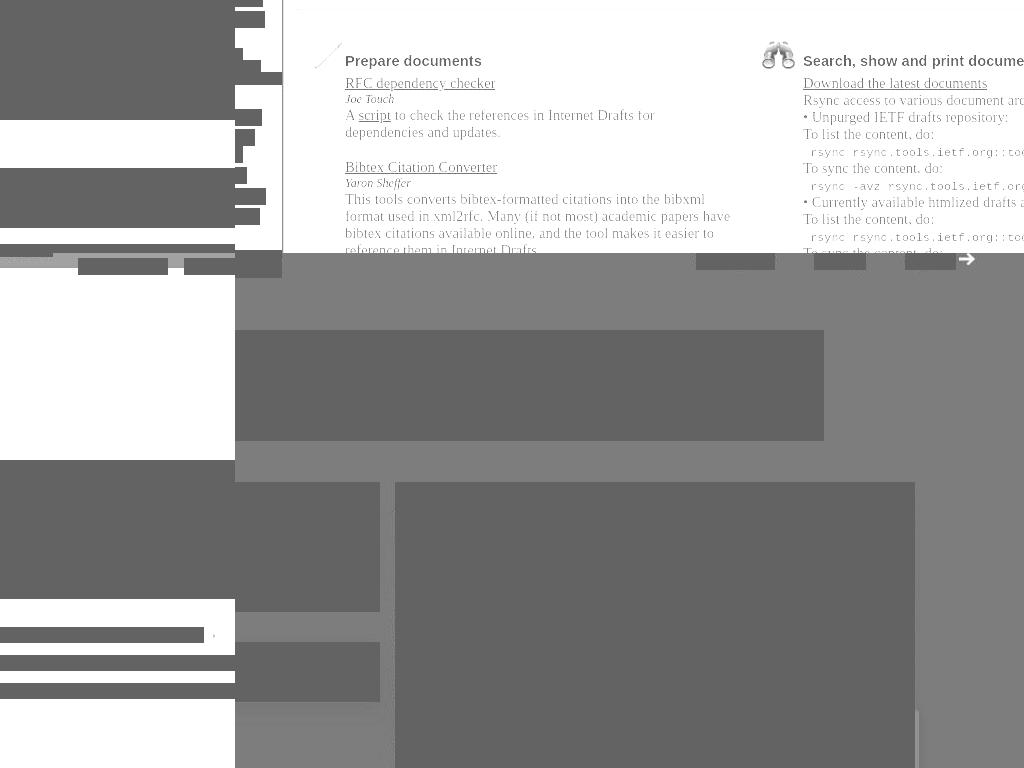 Prepare documents
RFC dependency checker
Joe Touch
A script to check the references in Internet Drafts for
dependencies and updates.
Bibtex Citation Converter
Yaron Sheffer
This tools converts bibtex-formatted citations into the bibxml
format used in xml2rfc. Many (if not most) academic papers have
bibtex citations available online, and the tool makes it easier to
reference them in Internet Drafts.
Search, show and print
Download the latest documents
Rsync access to various document
• Unpurged IETF drafts repository:
To list the content, do:
rsync rsync.tools.ietf.org::
To sync the content, do:
rsync -avz rsync.tools.ietf.
• Currently available htmlized drafts
To list the content, do:
rsync rsync.tools.ietf.org::
To sync the content, do: